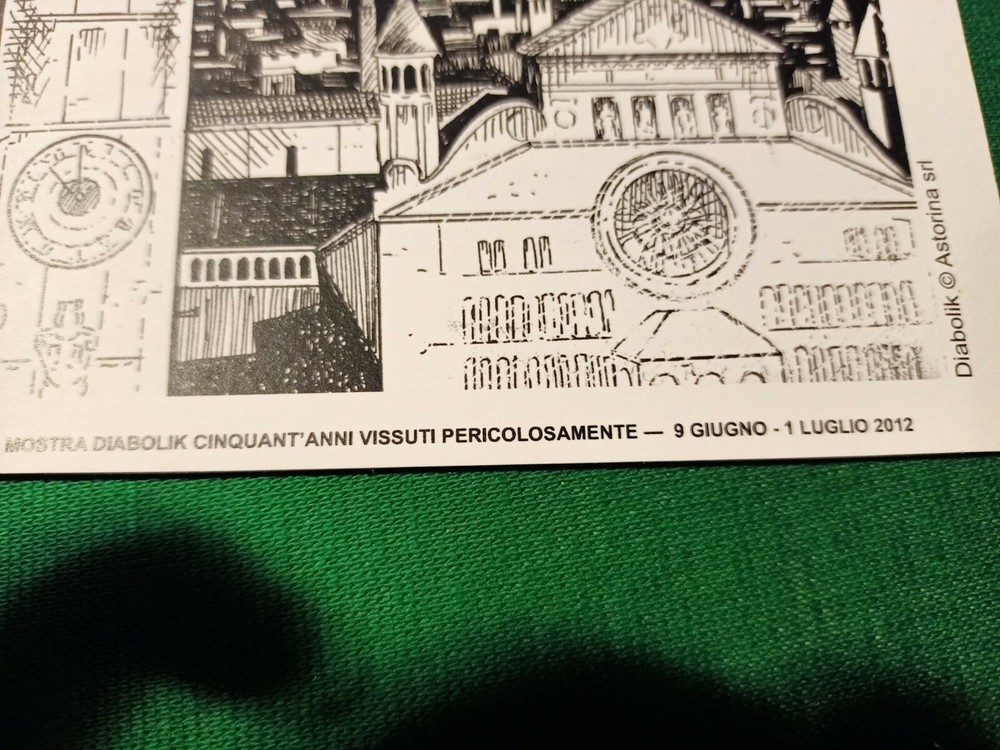 MOSTRA DIABOLIK CINQUANT'ANNI VISSUTI PERICOLOSAMENTE — 9 GIUGNO - 1 LUGLIO 2012
Diabolik © Astorina srl